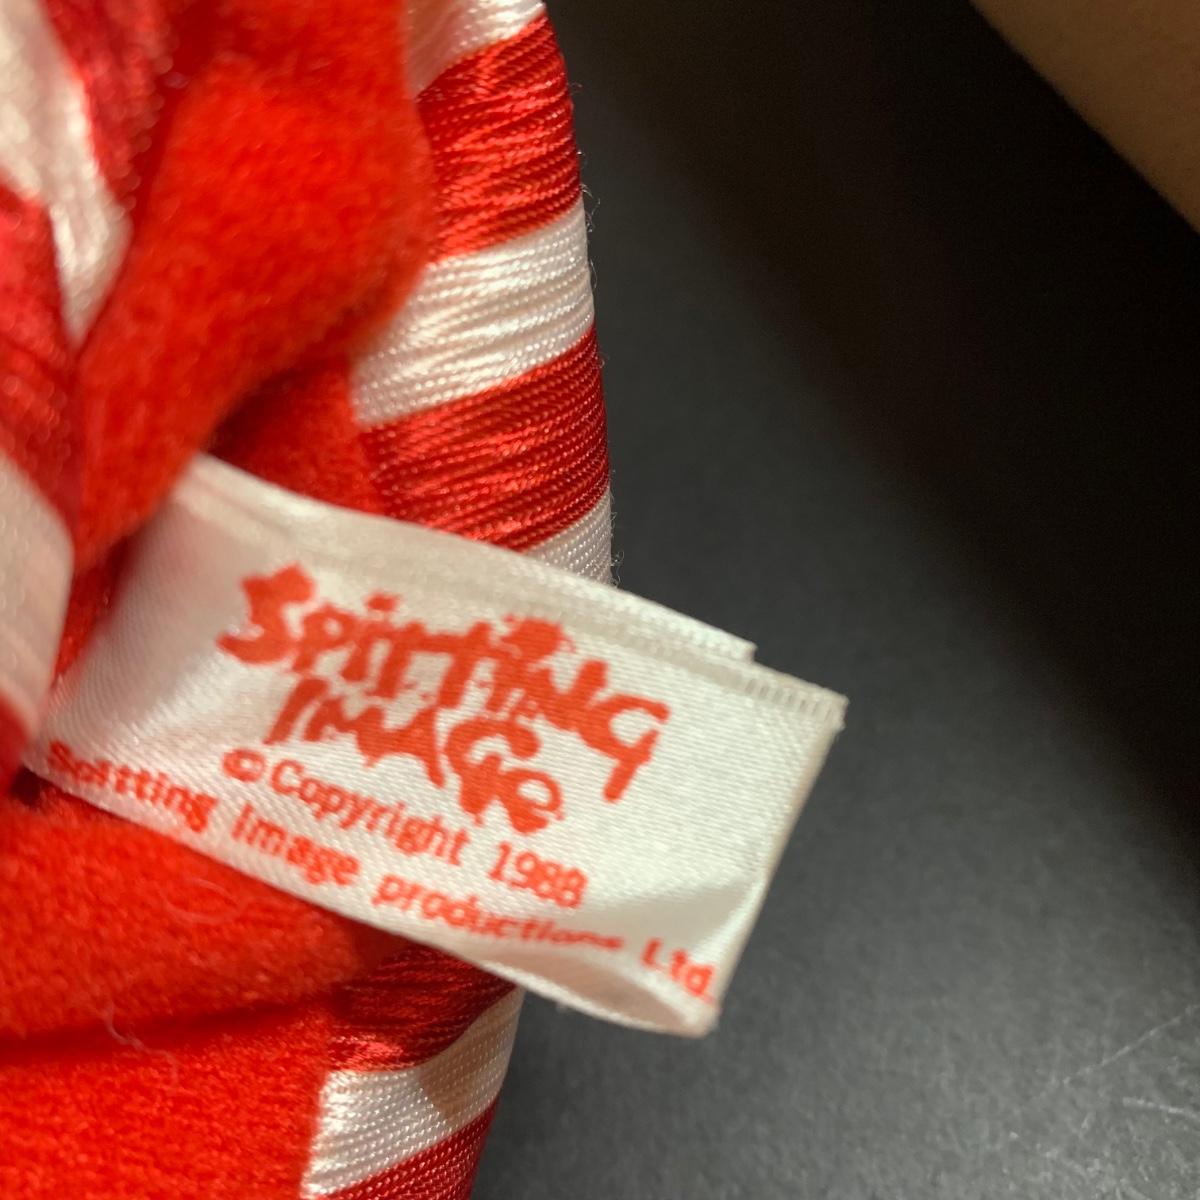 SPITTING
IMAGE
© Copyright 1988
Spitting Image productions Ltd.